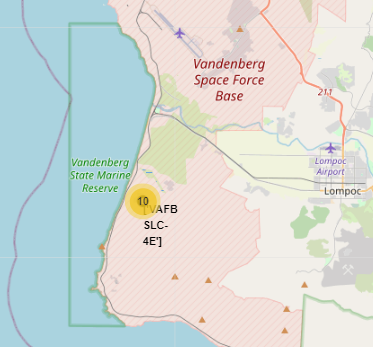 Vandenberg
Space Force
Base
211
Vandenberg
State Marine
Reserve
Lompoc
Airport
Lompoc
10
['VAFB
SLC-
4E']